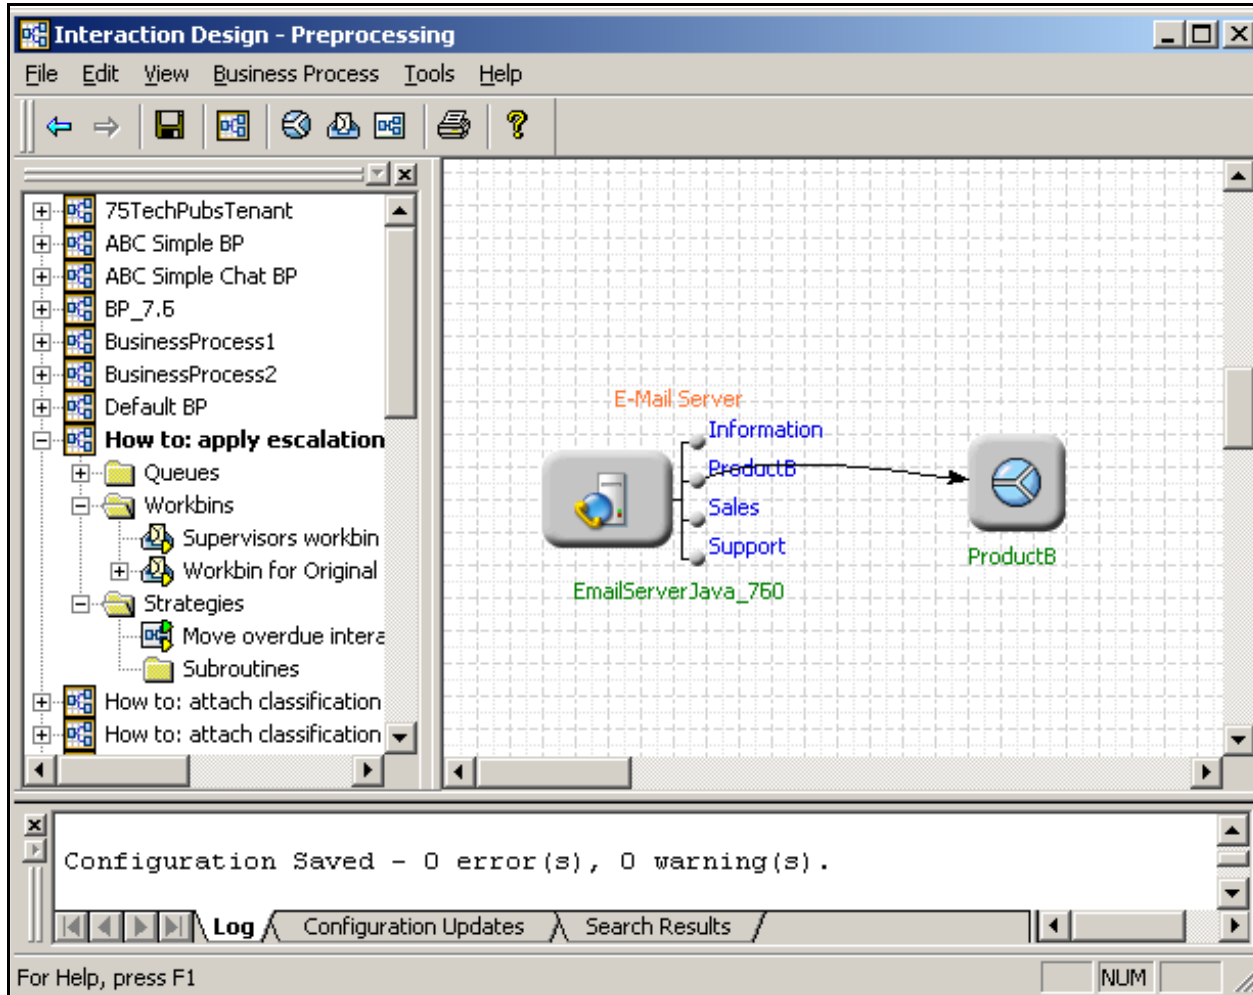 Interaction Design - Preprocessing
File Edit View Business Process Tools Help
75TechPubsTenant
ABC Simple BP
ABC Simple Chat BP
BP_7.6
BusinessProcess1
BusinessProcess2
Default BP
How to: apply escalation
Queues
Workbins
Supervisors workbin
Workbin for Original
Strategies
Move overdue intera
Subroutines
How to: attach classification
How to: attach classification
E-Mail Server
Information
ProductB
Sales
Support
EmailServerJava_760
ProductB
Configuration Saved - 0 error(s), 0 warning(s).
Log Configuration Updates Search Results
For Help, press F1 NUM